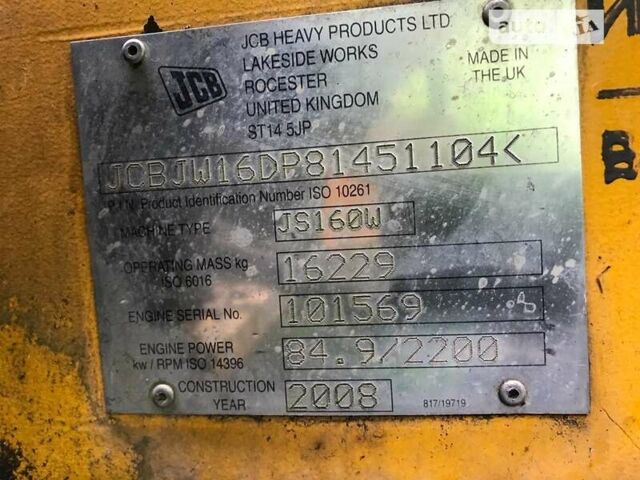 JCB HEAVY PRODUCTS LTD
LAKESIDE WORKS
ROCESTER
UNITED KINGDOM
ST14 5JP
MADE IN
THE UK
JCB
JCBJW16DP81451104<
P.I.N. Product Identification Number ISO 10261
MACHINE TYPE JS160W
OPERATING MASS kg 16229
ISO 6016
ENGINE SERIAL No. 101569
ENGINE POWER 84.9/2200
kw / RPM ISO 14396
CONSTRUCTION 2008
YEAR
817/19719